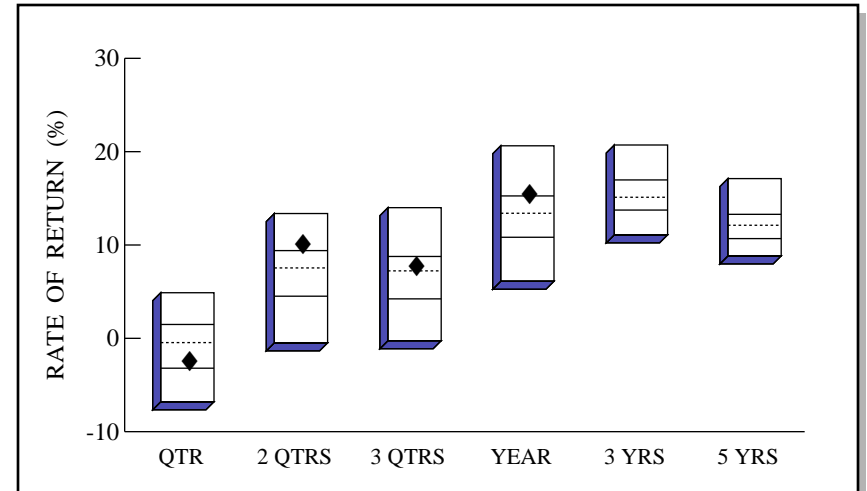 RATE OF RETURN (%)
30
20
10
0
-10
QTR 2 QTRS 3 QTRS YEAR 3 YRS 5 YRS